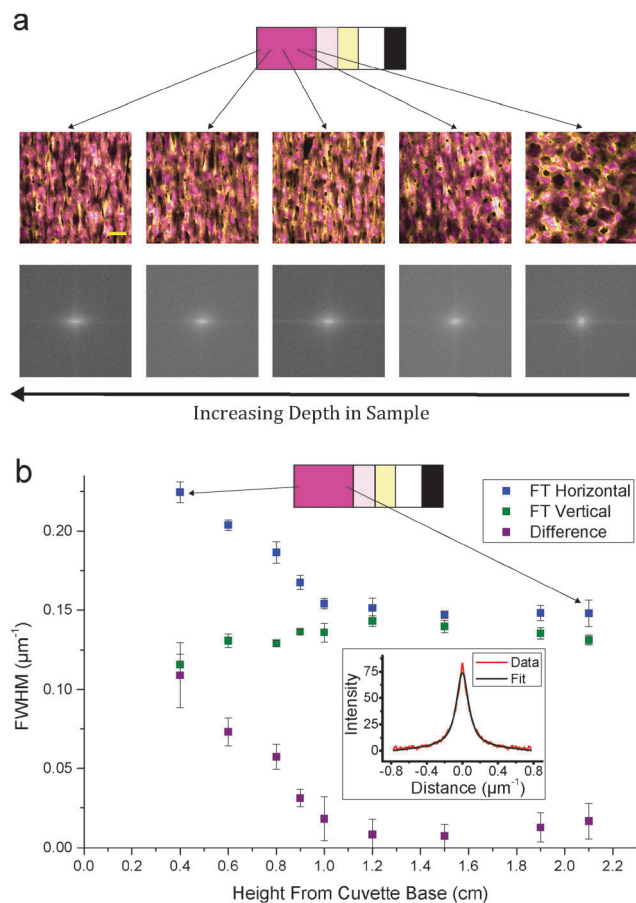 a
Increasing Depth in Sample
b
FT Horizontal
FT Vertical
Difference
0.20
0.15
0.10
0.05
0.00
FWHM (µm⁻¹)
75
50
25
0
Intensity
Data
Fit
-0.8 -0.4 0.0 0.4 0.8
Distance (µm⁻¹)
0.0 0.2 0.4 0.6 0.8 1.0 1.2 1.4 1.6 1.8 2.0 2.2
Height From Cuvette Base (cm)